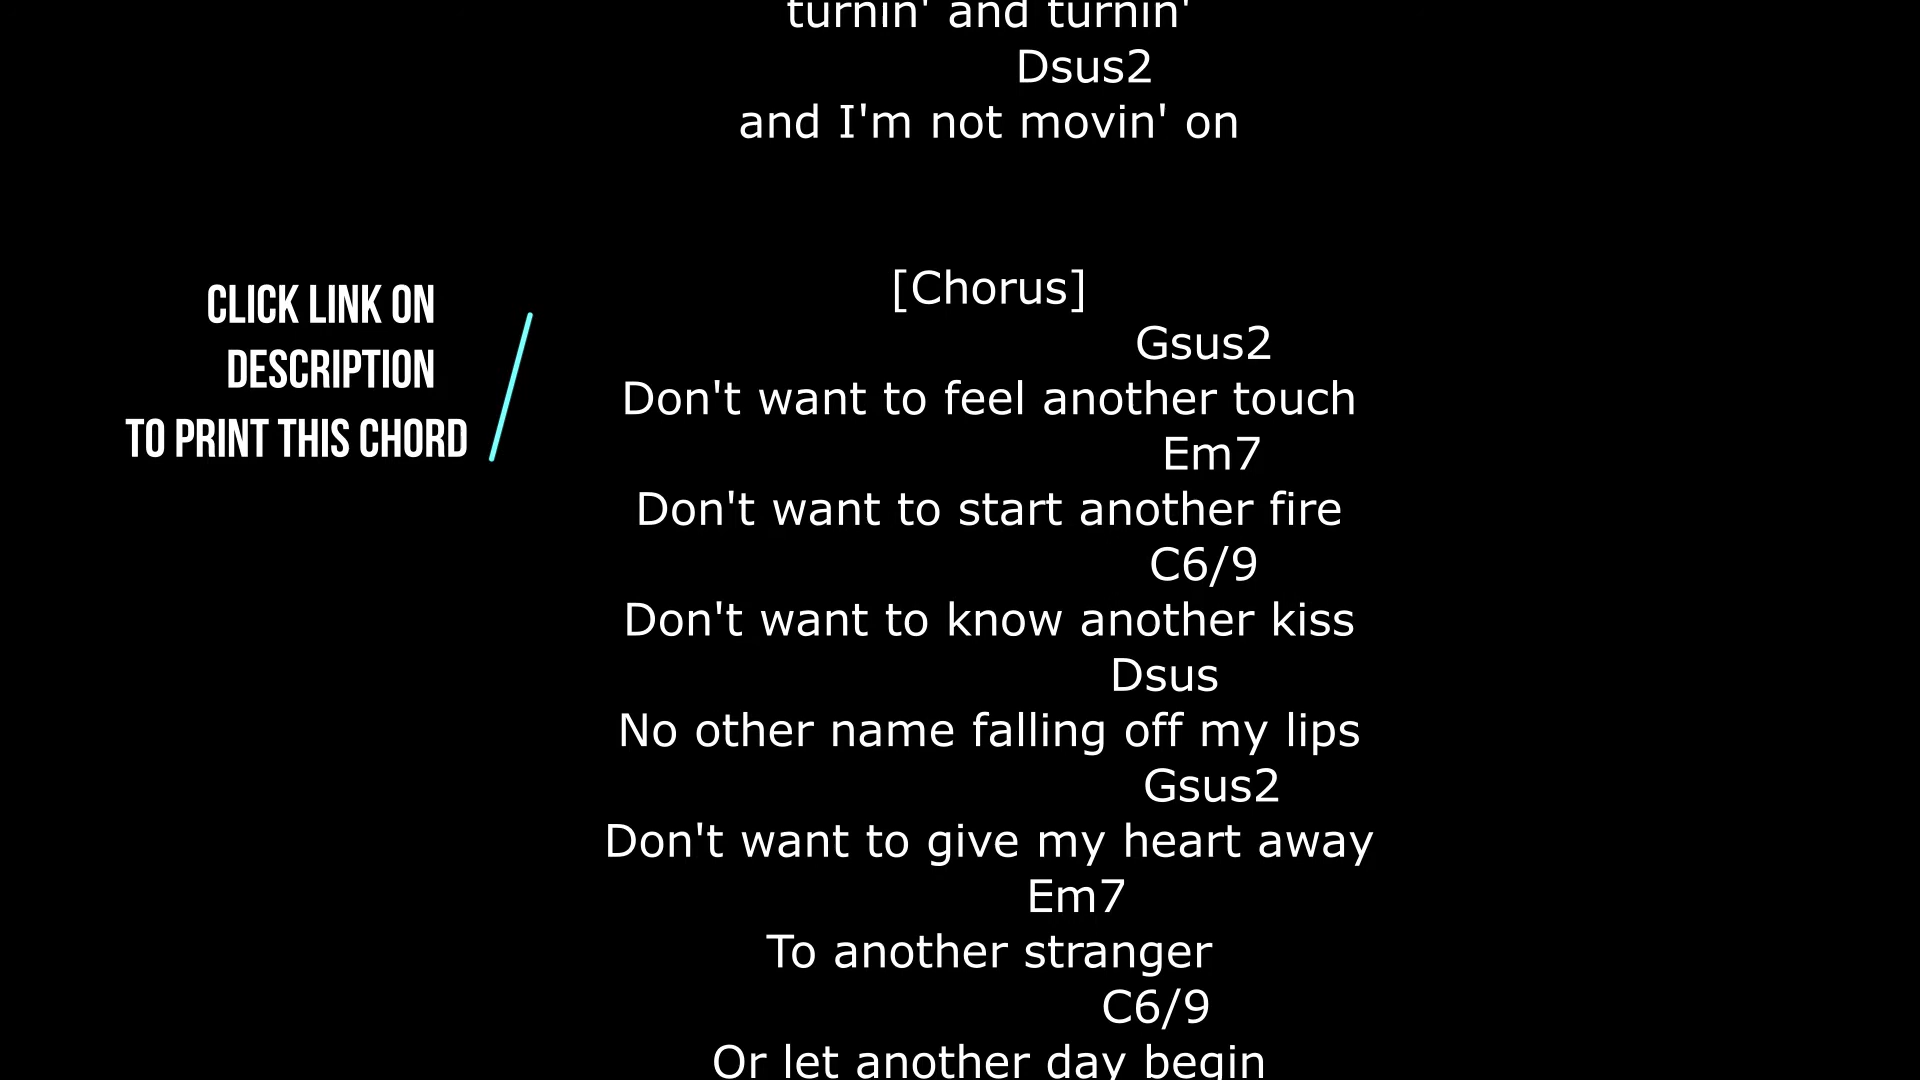 turnin' and turnin'
Dsus2
and I'm not movin' on
CLICK LINK ON
DESCRIPTION
TO PRINT THIS CHORD
[Chorus]
Gsus2
Don't want to feel another touch
Em7
Don't want to start another fire
C6/9
Don't want to know another kiss
Dsus
No other name falling off my lips
Gsus2
Don't want to give my heart away
Em7
To another stranger
C6/9
Or let another day begin